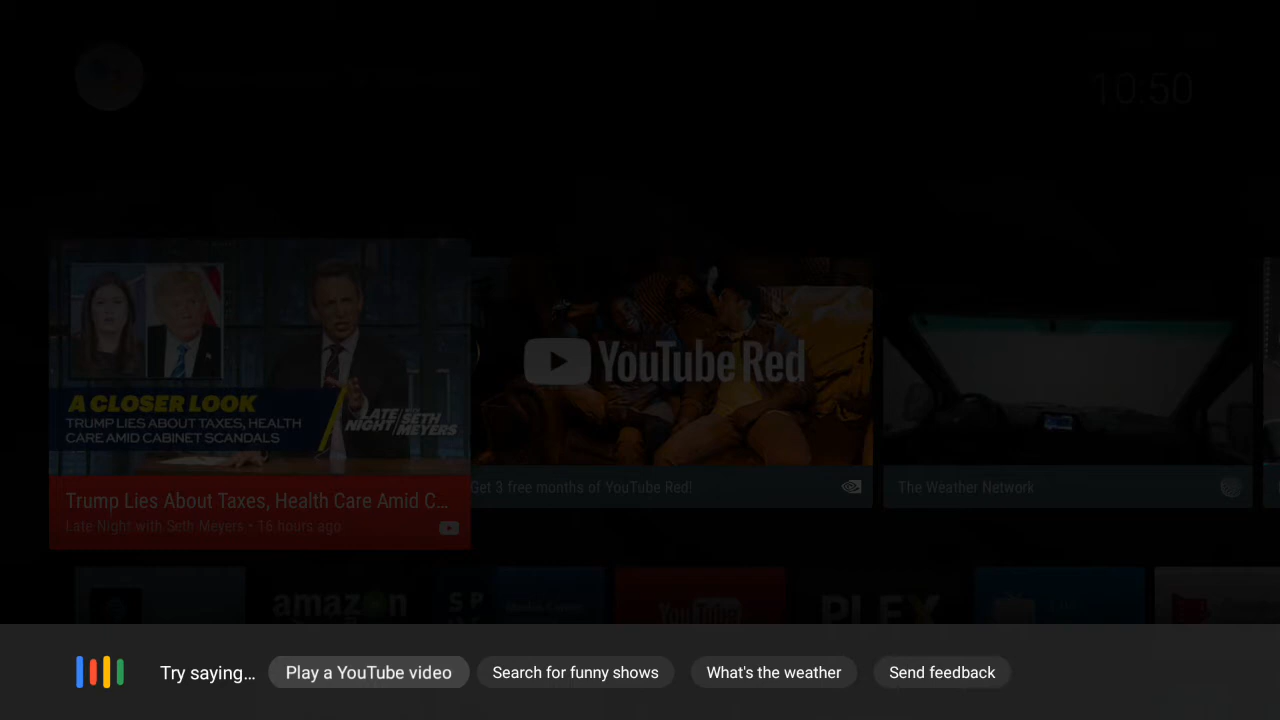 10:50
A CLOSER LOOK
TRUMP LIES ABOUT TAXES, HEALTH
CARE AMID CABINET SCANDALS
LATE NIGHT WITH SETH MEYERS
YouTube Red
Trump Lies About Taxes, Health Care Amid C...
Late Night with Seth Meyers • 16 hours ago
Get 3 free months of YouTube Red!
The Weather Network
amazon
YouTube
PLEX
Try saying...
Play a YouTube video
Search for funny shows
What's the weather
Send feedback